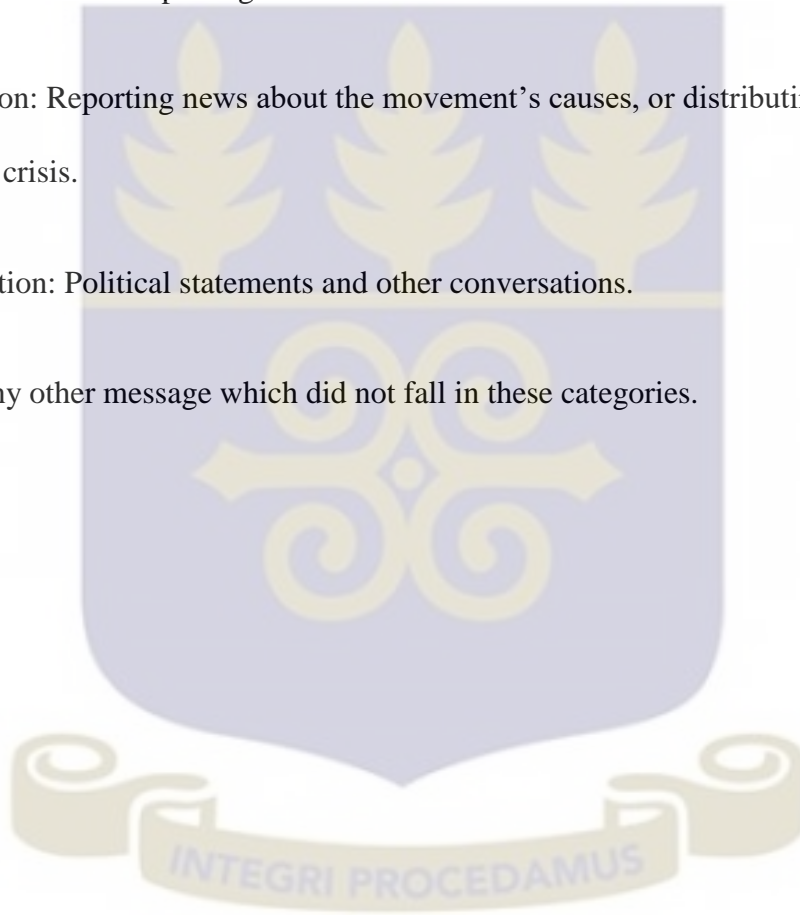 on: Reporting news about the movement's causes, or distributi
crisis.
tion: Political statements and other conversations.
ny other message which did not fall in these categories.
INTEGRI PROCEDAMUS